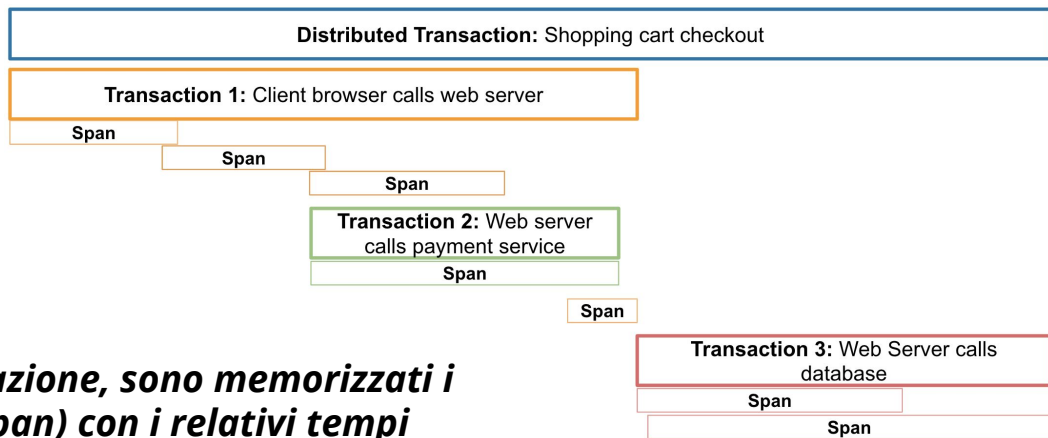 Distributed Transaction: Shopping cart checkout
Transaction 1: Client browser calls web server
Span
Span
Span
Transaction 2: Web server
calls payment service
Span
Span
Transaction 3: Web Server calls
database
azione, sono memorizzati i
Span
pan) con i relativi tempi
Span